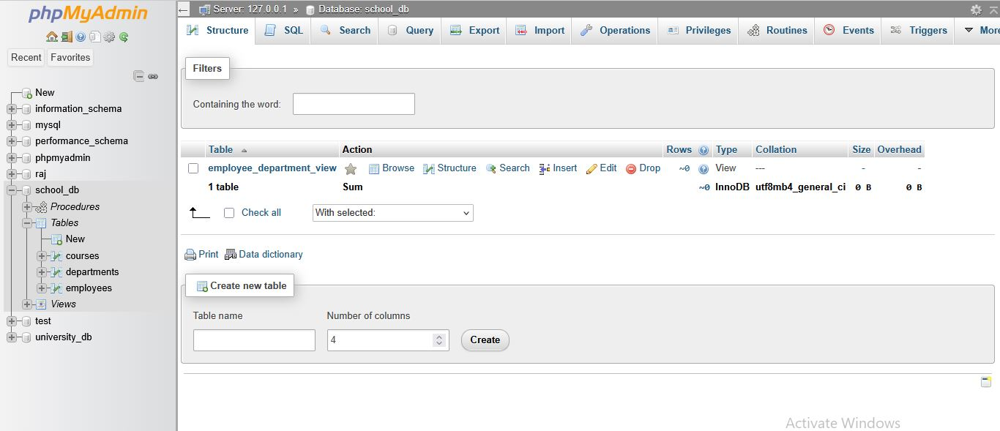 phpMyAdmin
Recent Favorites
New
information_schema
mysql
performance_schema
phpmyadmin
raj
school_db
Procedures
Tables
New
courses
departments
employees
Views
test
university_db
Server: 127.0.0.1 » Database: school_db
Structure SQL Search Query Export Import Operations Privileges Routines Events Triggers More
Filters
Containing the word:
Table Action Rows Type Collation Size Overhead
employee_department_view Browse Structure Search Insert Edit Drop ~0 View --- - -
1 table Sum ~0 InnoDB utf8mb4_general_ci 0 B 0 B
Check all With selected:
Print Data dictionary
Create new table
Table name Number of columns
4 Create
Activate Windows